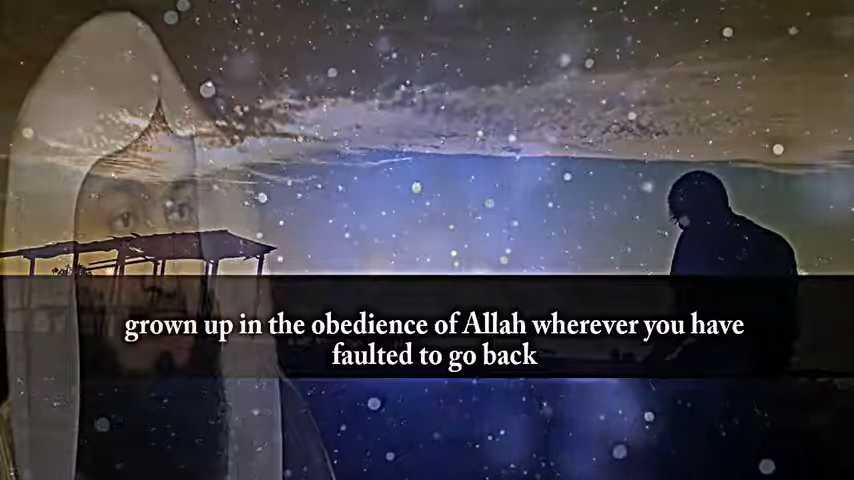 grown up in the obedience of Allah wherever you have
faulted to go back